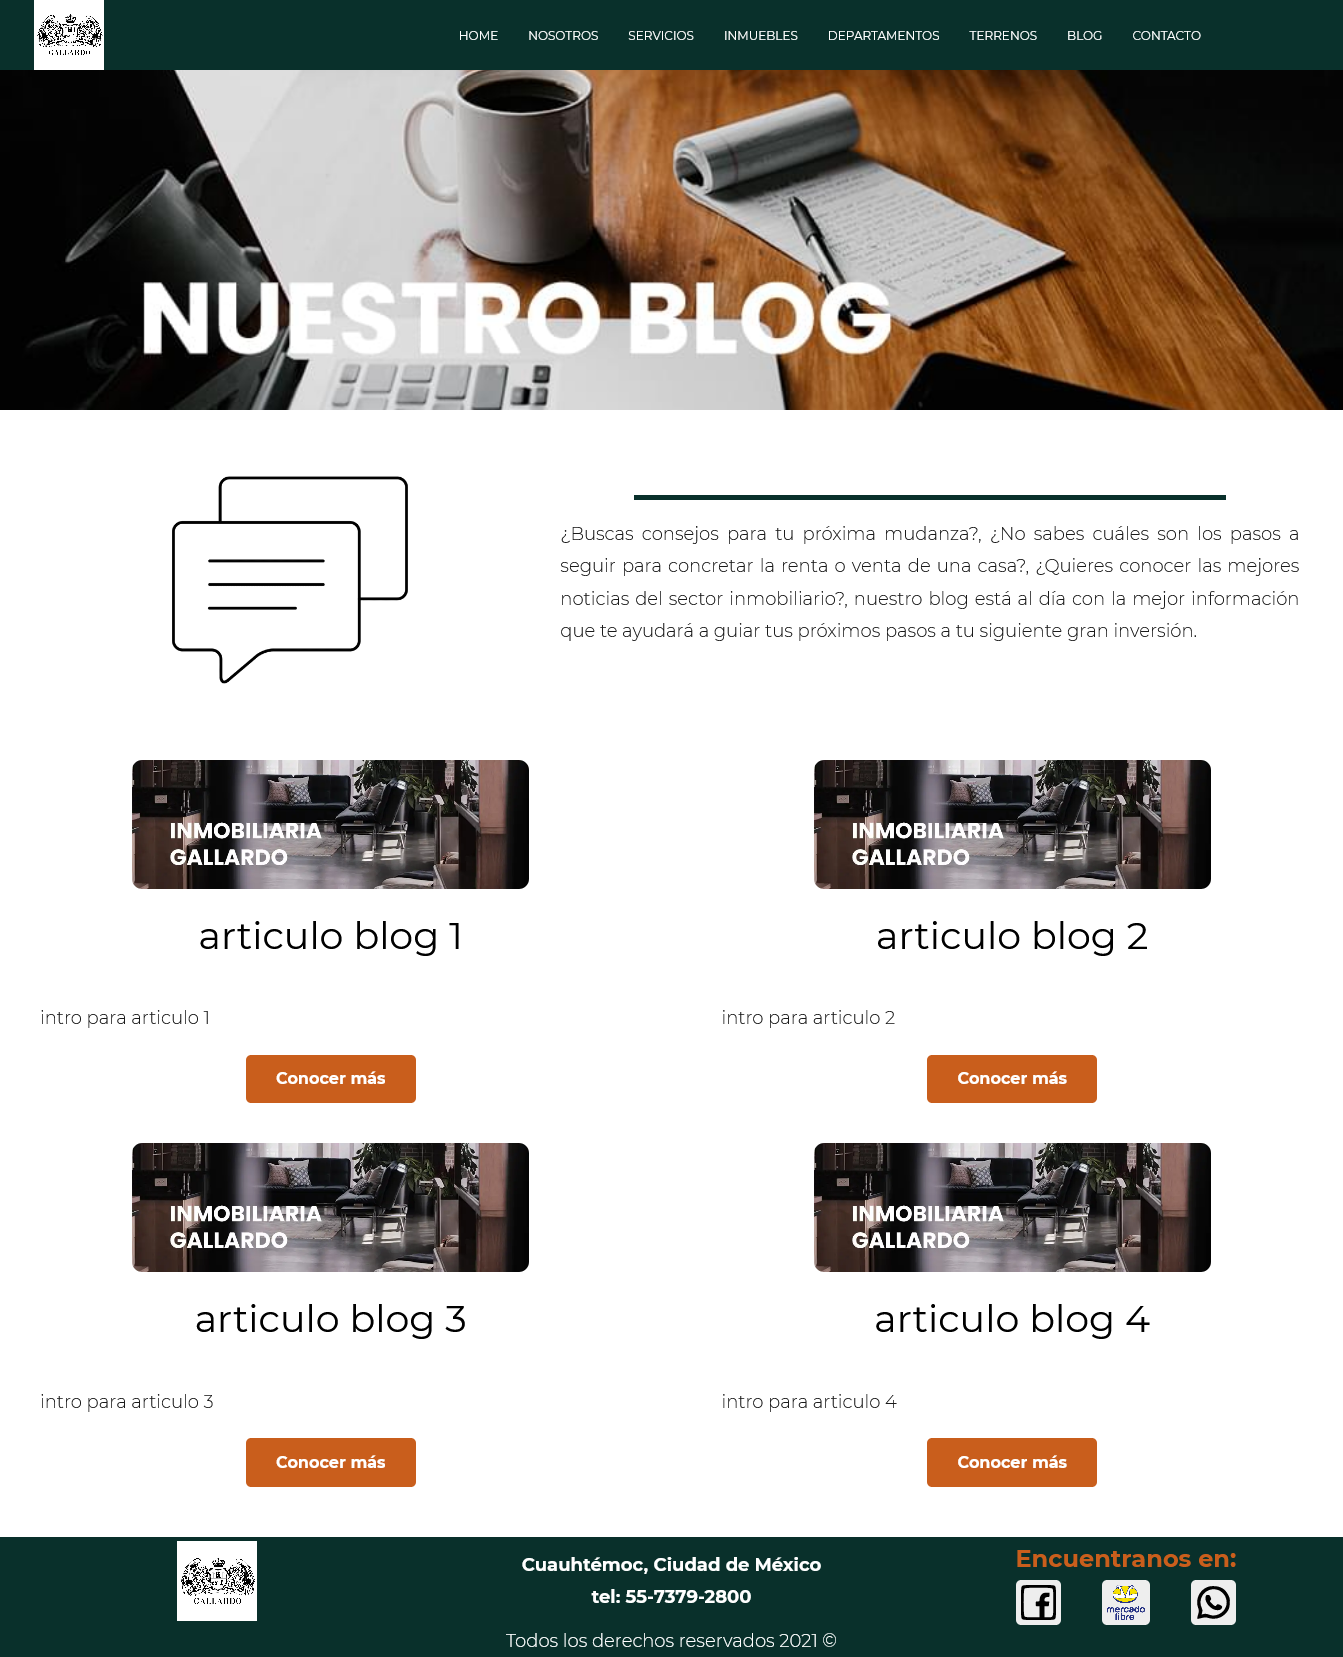 GALLARDO
HOME NOSOTROS SERVICIOS INMUEBLES DEPARTAMENTOS TERRENOS BLOG CONTACTO
NUESTRO BLOG
¿Buscas consejos para tu próxima mudanza?, ¿No sabes cuáles son los pasos a
seguir para concretar la renta o venta de una casa?, ¿Quieres conocer las mejores
noticias del sector inmobiliario?, nuestro blog está al día con la mejor información
que te ayudará a guiar tus próximos pasos a tu siguiente gran inversión.
INMOBILIARIA
GALLARDO
articulo blog 1
intro para articulo 1
Conocer más
INMOBILIARIA
GALLARDO
articulo blog 2
intro para articulo 2
Conocer más
INMOBILIARIA
GALLARDO
articulo blog 3
intro para articulo 3
Conocer más
INMOBILIARIA
GALLARDO
articulo blog 4
intro para articulo 4
Conocer más
GALLARDO
Cuauhtémoc, Ciudad de México
tel: 55-7379-2800
Todos los derechos reservados 2021 ©
Encuentranos en:
mercado
libre